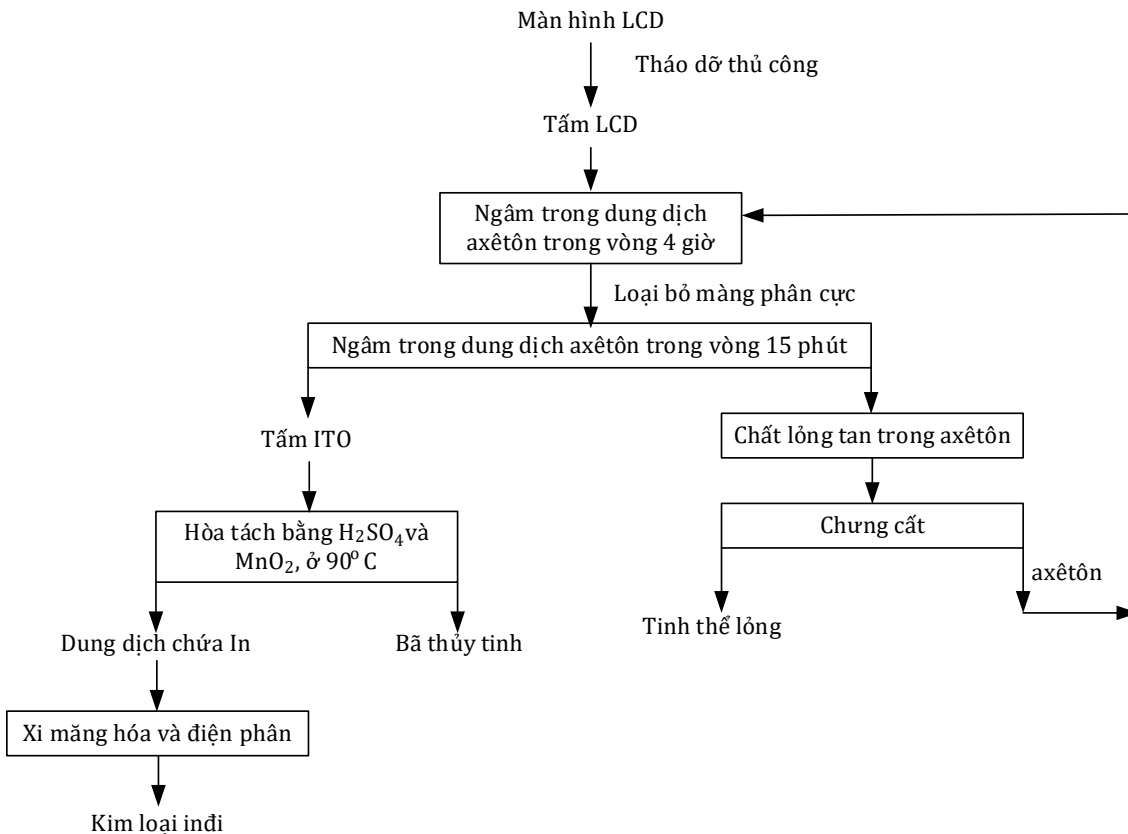 Màn hình LCD
Tháo dỡ thủ công
Tấm LCD
Ngâm trong dung dịch
axêtôn trong vòng 4 giờ
Loại bỏ màng phân cực
Ngâm trong dung dịch axêtôn trong vòng 15 phút
Tấm ITO
Chất lỏng tan trong axêtôn
Hòa tách bằng H₂SO₄ và
MnO₂, ở 90⁰ C
Chưng cất
axêtôn
Dung dịch chứa In
Bã thủy tinh
Tinh thể lỏng
Xi măng hóa và điện phân
Kim loại inđi